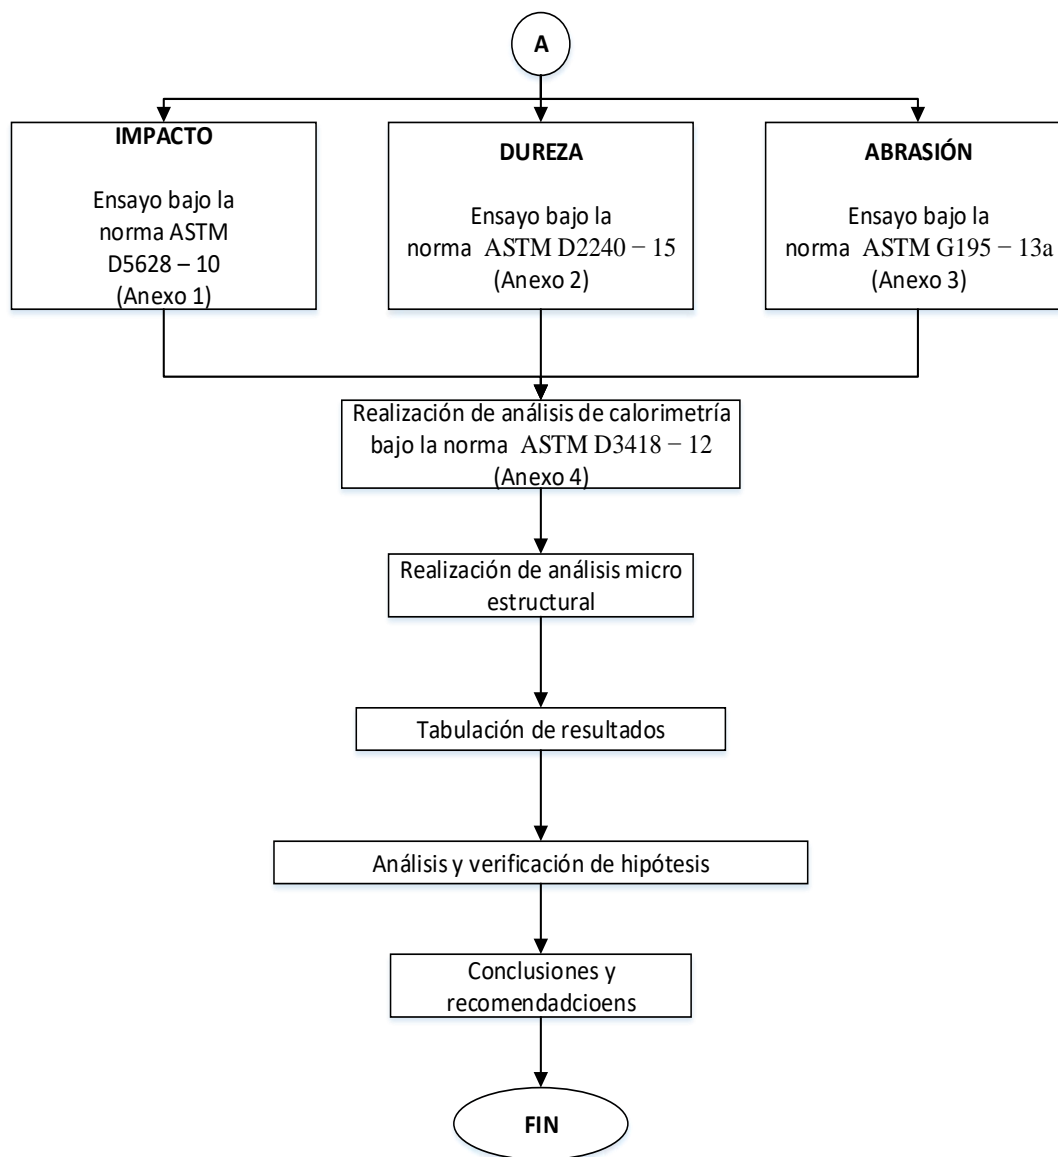 A
IMPACTO
Ensayo bajo la
norma ASTM
D5628 – 10
(Anexo 1)
DUREZA
Ensayo bajo la
norma ASTM D2240 − 15
(Anexo 2)
ABRASIÓN
Ensayo bajo la
norma ASTM G195 − 13a
(Anexo 3)
Realización de análisis de calorimetría
bajo la norma ASTM D3418 − 12
(Anexo 4)
Realización de análisis micro
estructural
Tabulación de resultados
Análisis y verificación de hipótesis
Conclusiones y
recomendadcioens
FIN